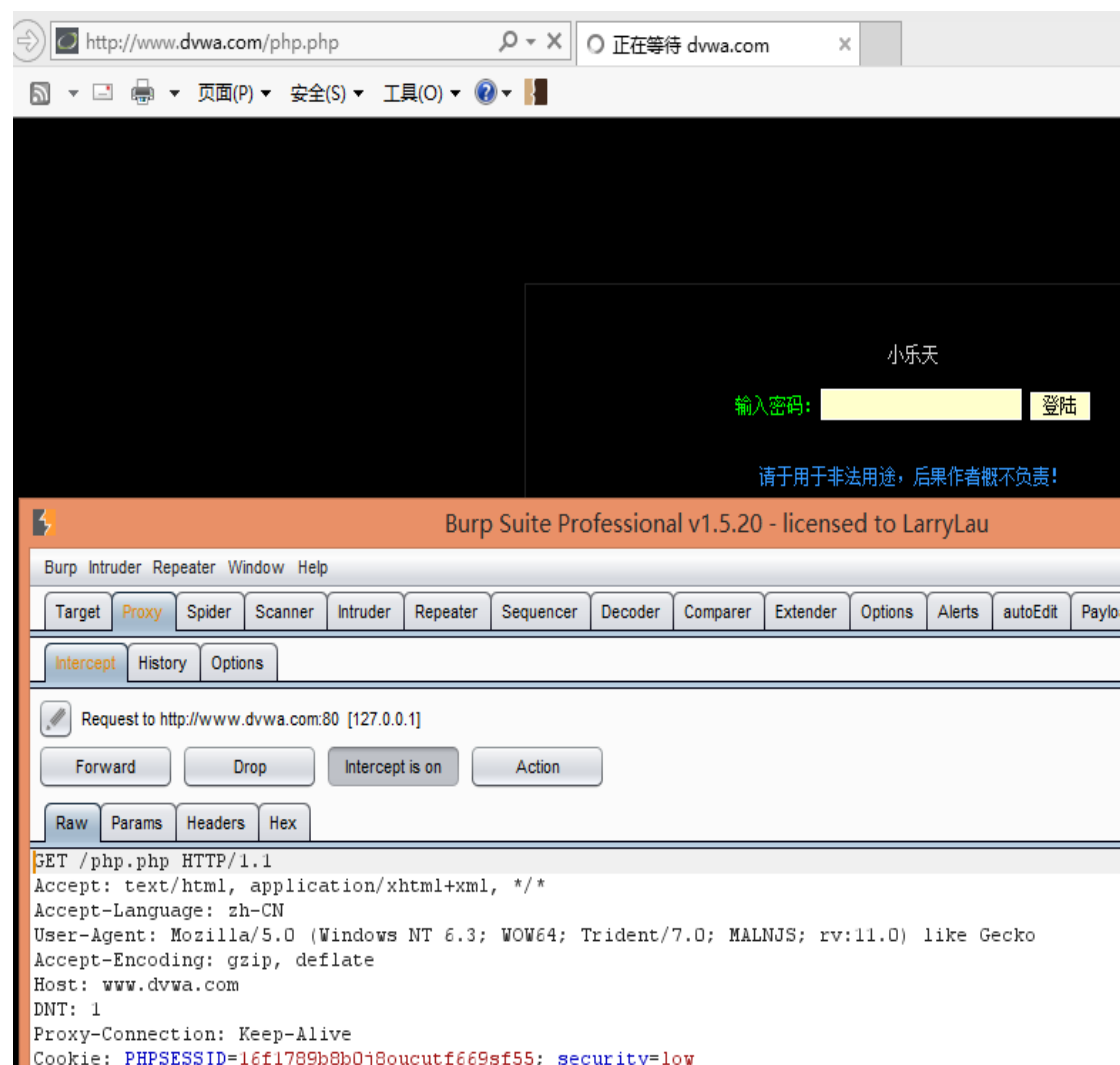 http://www.dvwa.com/php.php
正在等待 dvwa.com
页面(P) 安全(S) 工具(O)
小乐天
输入密码: 登陆
请于用于非法用途，后果作者概不负责!
Burp Suite Professional v1.5.20 - licensed to LarryLau
Burp Intruder Repeater Window Help
Target Proxy Spider Scanner Intruder Repeater Sequencer Decoder Comparer Extender Options Alerts autoEdit Paylo
Intercept History Options
Request to http://www.dvwa.com:80 [127.0.0.1]
Forward Drop Intercept is on Action
Raw Params Headers Hex
GET /php.php HTTP/1.1
Accept: text/html, application/xhtml+xml, */*
Accept-Language: zh-CN
User-Agent: Mozilla/5.0 (Windows NT 6.3; WOW64; Trident/7.0; MALNJS; rv:11.0) like Gecko
Accept-Encoding: gzip, deflate
Host: www.dvwa.com
DNT: 1
Proxy-Connection: Keep-Alive
Cookie: PHPSESSID=16f1789b8b0j8oucutf669sf55; security=low